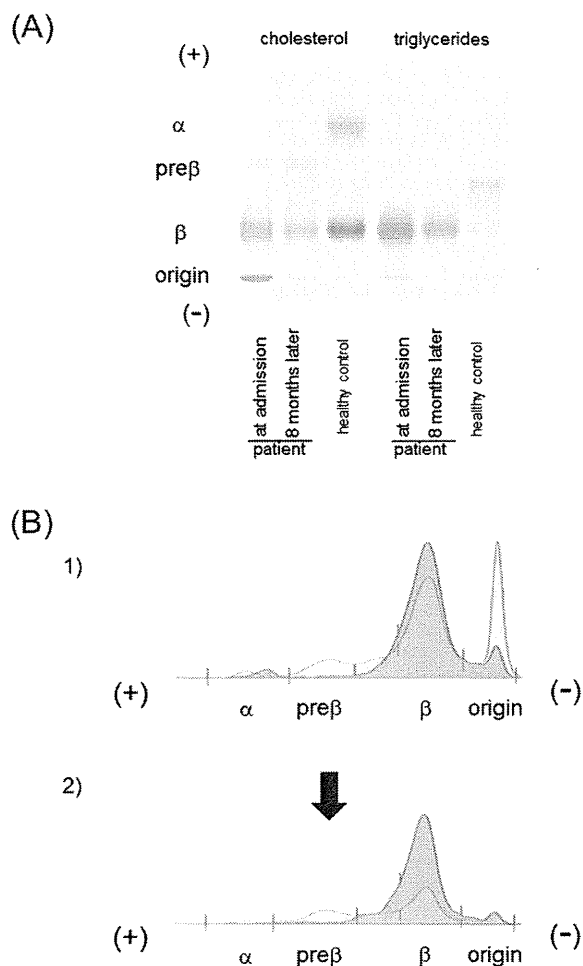 (A)
cholesterol triglycerides
(+)
α
preβ
β
origin
(-)
at admission
8 months later
healthy control
at admission
8 months later
healthy control
patient
patient
(B)
1)
(+) α preβ β origin (-)
2)
(+) α preβ β origin (-)